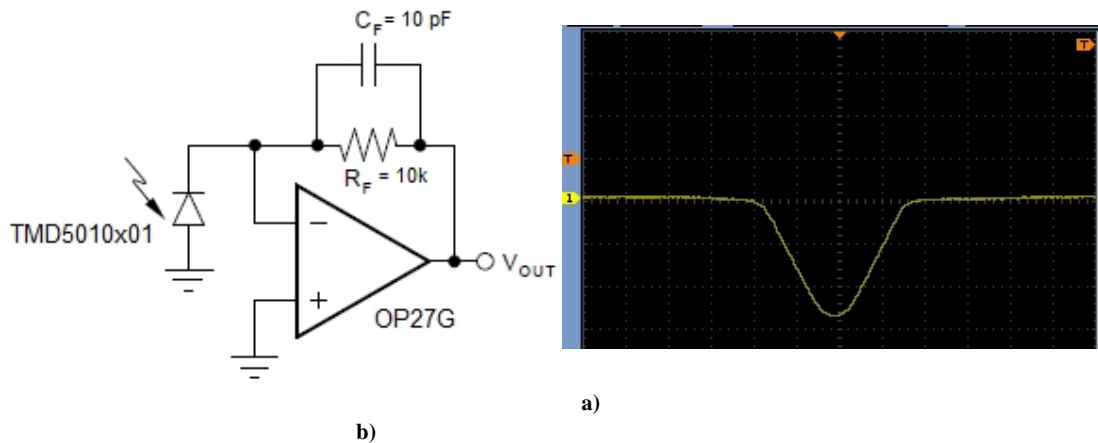 C_F = 10 pF
R_F = 10k
TMD5010x01
−
+
OP27G
V_OUT
b)
T
T
1
a)